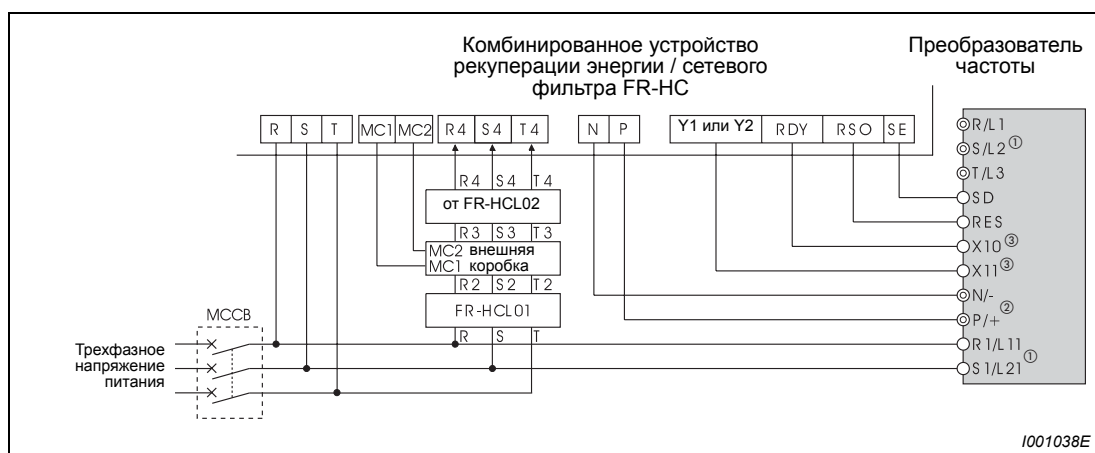 Комбинированное устройство
рекуперации энергии / сетевого
фильтра FR-HC
Преобразователь
частоты
R S T MC1 MC2 R4 S4 T4 N P Y1 или Y2 RDY RSO SE
R/L1
S/L2①
T/L3
SD
RES
X10③
X11③
N/-
P/+②
R1/L11
S1/L21①
R4 S4 T4
от FR-HCL02
R3 S3 T3
MC2 внешняя
MC1 коробка
R2 S2 T2
FR-HCL01
R S T
MCCB
Трехфазное
напряжение
питания
I001038E